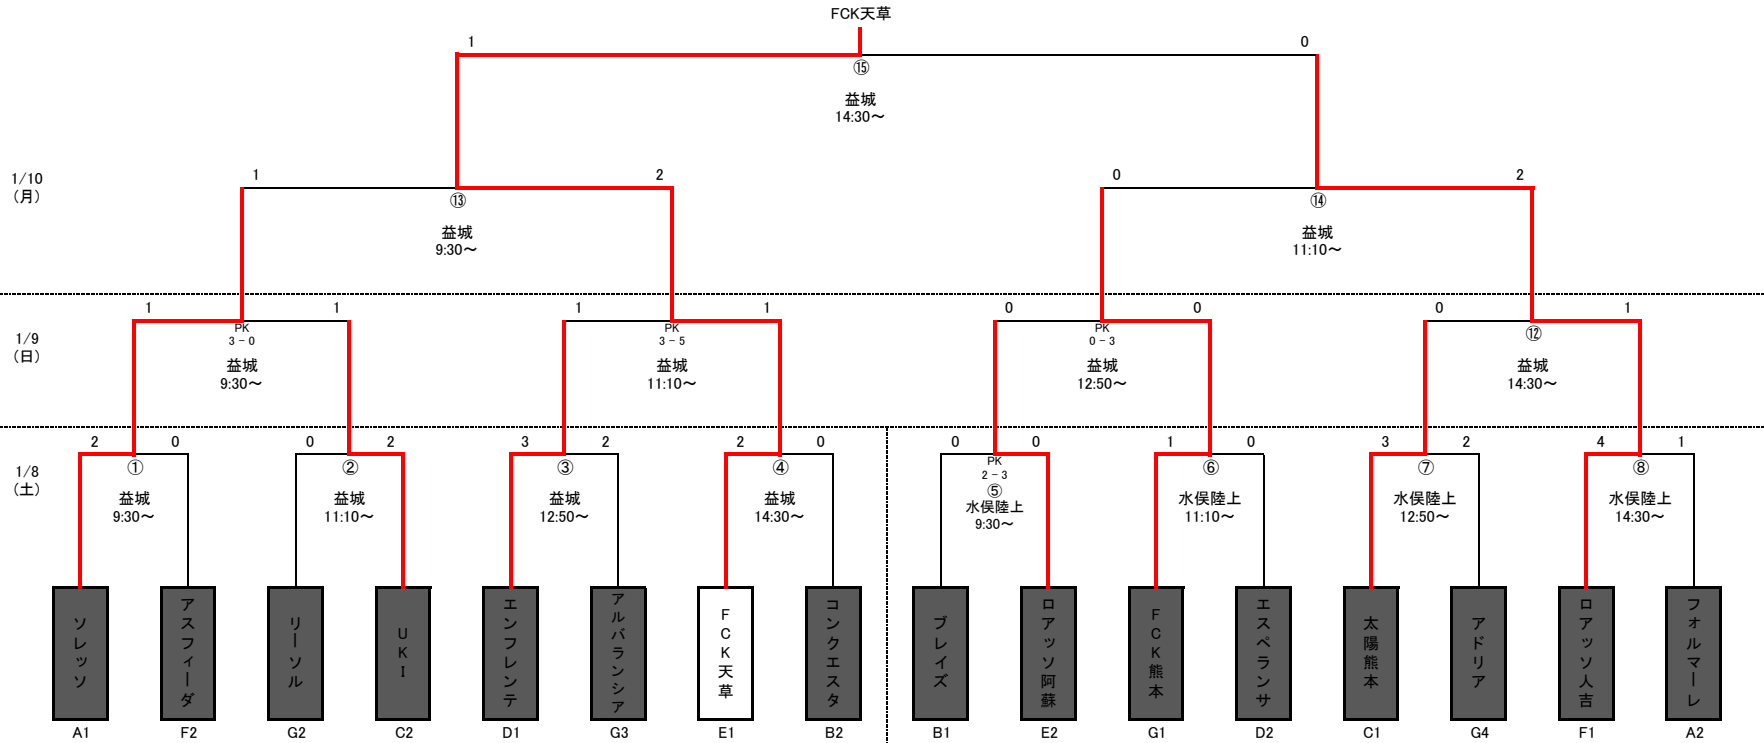 FCK天草
1 0
⑮
益城
14:30～
1/10
（月）
1 2 0 2
⑬ ⑭
益城 益城
9:30～ 11:10～
1/9
（日）
1 1 1 1 0 0 0 1
PK PK PK ⑫
3 - 0 3 - 5 0 - 3
益城 益城 益城 益城
9:30～ 11:10～ 12:50～ 14:30～
1/8
（土）
2 0 0 2 3 2 2 0 0 0 1 0 3 2 4 1
① ② ③ ④ PK ⑥ ⑦ ⑧
2 - 3
⑤
益城 益城 益城 益城 水俣陸上 水俣陸上 水俣陸上 水俣陸上
9:30～ 11:10～ 12:50～ 14:30～ 9:30～ 11:10～ 12:50～ 14:30～
ソレッソ
アスフィーダ
リーソル
UKI
エンフレンテ
アルバランシア
FCK天草
コンクエスタ
ブレイズ
ロアッソ阿蘇
FCK熊本
エスペランサ
太陽熊本
アドリア
ロアッソ人吉
フォルマーレ
A1 F2 G2 C2 D1 G3 E1 B2 B1 E2 G1 D2 C1 G4 F1 A2